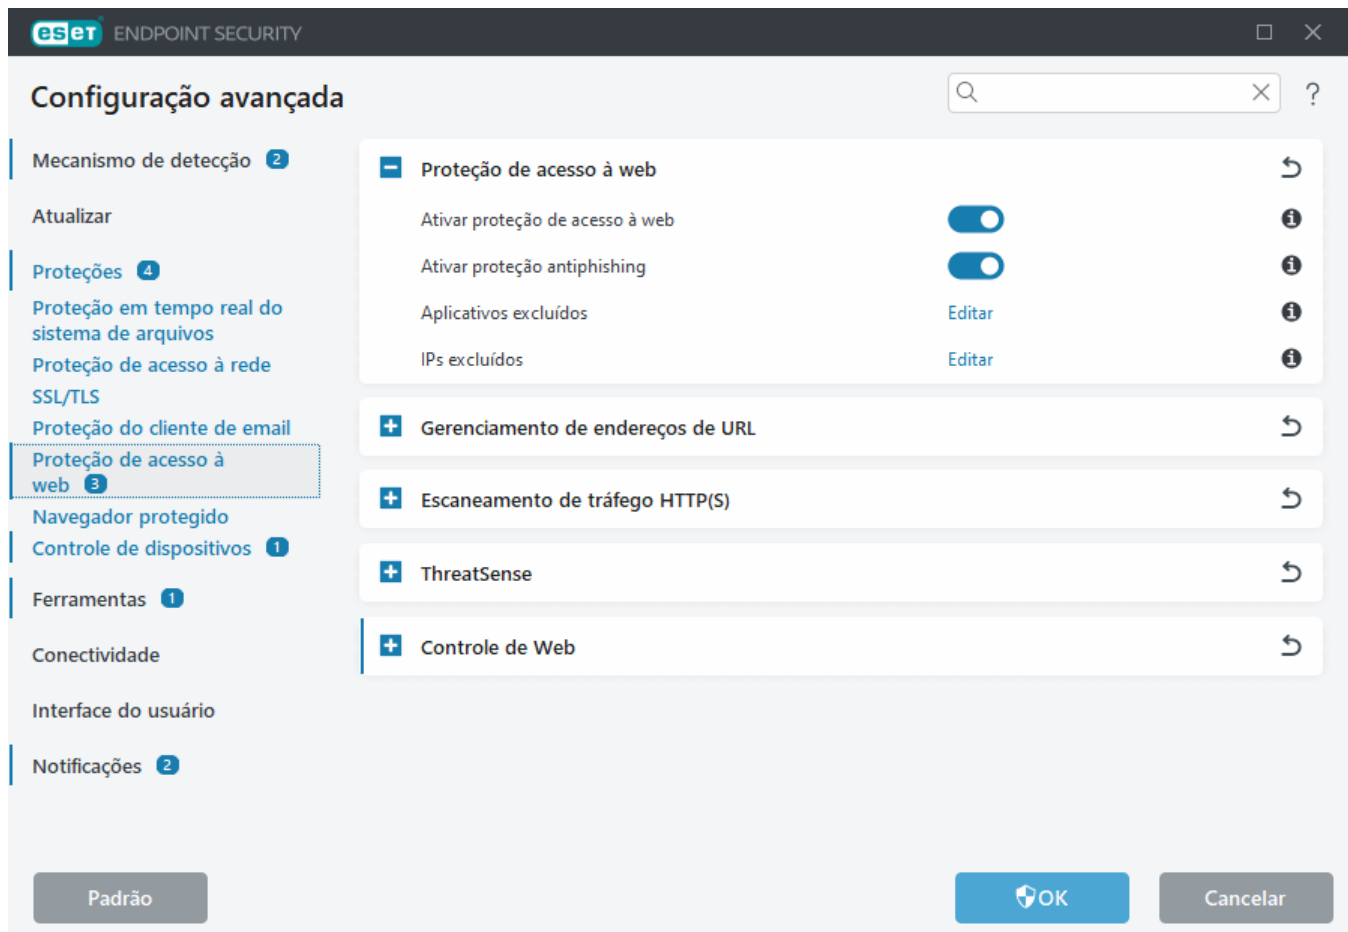 eset ENDPOINT SECURITY
Configuração avançada
?
Mecanismo de detecção 2
Atualizar
Proteções 4
Proteção em tempo real do
sistema de arquivos
Proteção de acesso à rede
SSL/TLS
Proteção do cliente de email
Proteção de acesso à
web 3
Navegador protegido
Controle de dispositivos 1
Ferramentas 1
Conectividade
Interface do usuário
Notificações 2
Proteção de acesso à web
Ativar proteção de acesso à web
Ativar proteção antiphishing
Aplicativos excluídos Editar
IPs excluídos Editar
Gerenciamento de endereços de URL
Escaneamento de tráfego HTTP(S)
ThreatSense
Controle de Web
Padrão
OK
Cancelar